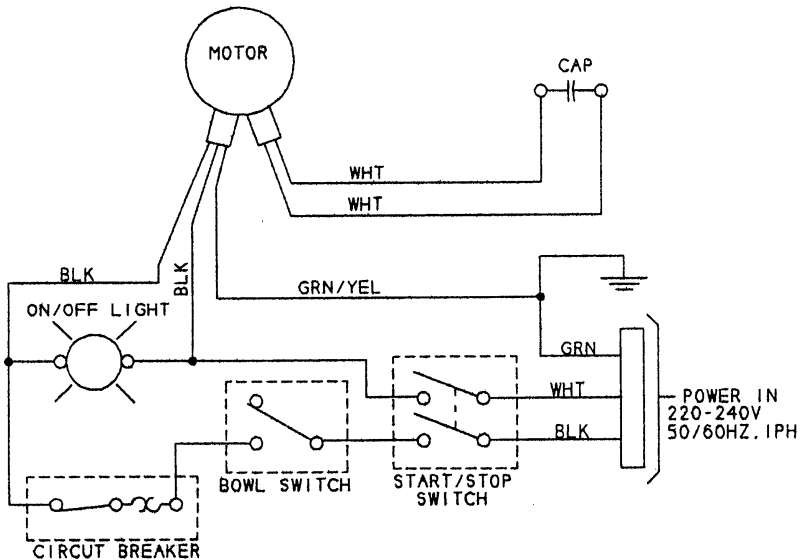 MOTOR
CAP
WHT
WHT
BLK
BLK
GRN/YEL
ON/OFF LIGHT
GRN
WHT
POWER IN
220-240V
50/60HZ.1PH
BLK
BOWL SWITCH
START/STOP
SWITCH
CIRCUT BREAKER